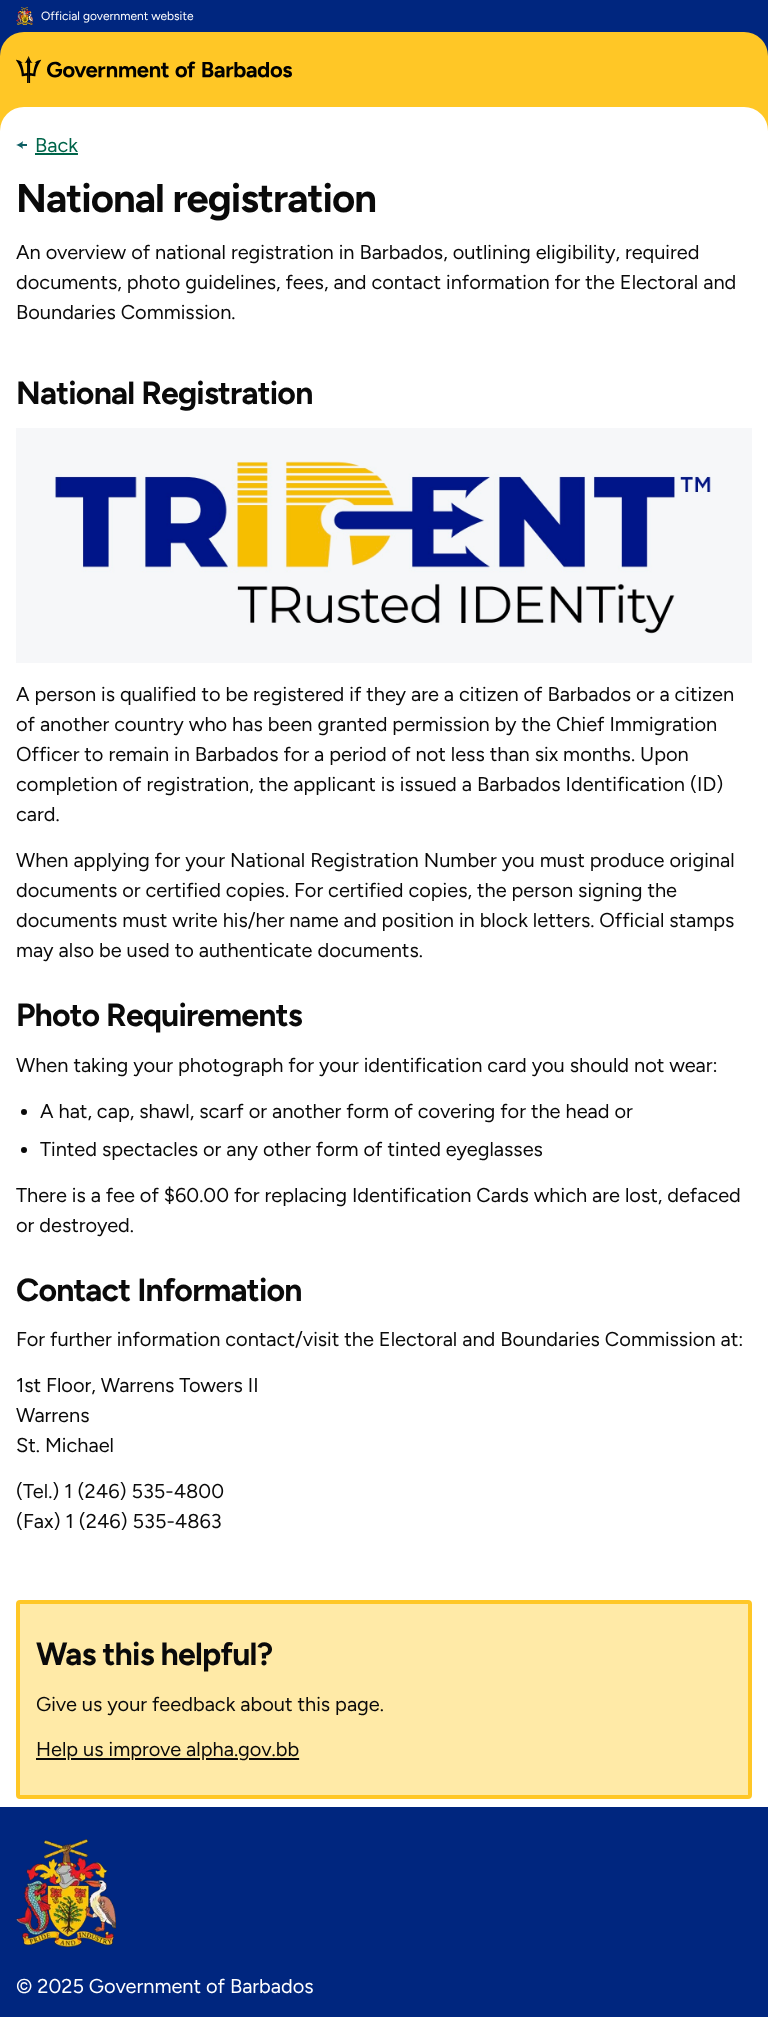 Official government website
Government of Barbados
Back
National registration
An overview of national registration in Barbados, outlining eligibility, required
documents, photo guidelines, fees, and contact information for the Electoral and
Boundaries Commission.
National Registration
TRIDENT™
TRusted IDENTity
A person is qualified to be registered if they are a citizen of Barbados or a citizen
of another country who has been granted permission by the Chief Immigration
Officer to remain in Barbados for a period of not less than six months. Upon
completion of registration, the applicant is issued a Barbados Identification (ID)
card.
When applying for your National Registration Number you must produce original
documents or certified copies. For certified copies, the person signing the
documents must write his/her name and position in block letters. Official stamps
may also be used to authenticate documents.
Photo Requirements
When taking your photograph for your identification card you should not wear:
• A hat, cap, shawl, scarf or another form of covering for the head or
• Tinted spectacles or any other form of tinted eyeglasses
There is a fee of $60.00 for replacing Identification Cards which are lost, defaced
or destroyed.
Contact Information
For further information contact/visit the Electoral and Boundaries Commission at:
1st Floor, Warrens Towers II
Warrens
St. Michael
(Tel.) 1 (246) 535-4800
(Fax) 1 (246) 535-4863
Was this helpful?
Give us your feedback about this page.
Help us improve alpha.gov.bb
PRIDE AND INDUSTRY
© 2025 Government of Barbados